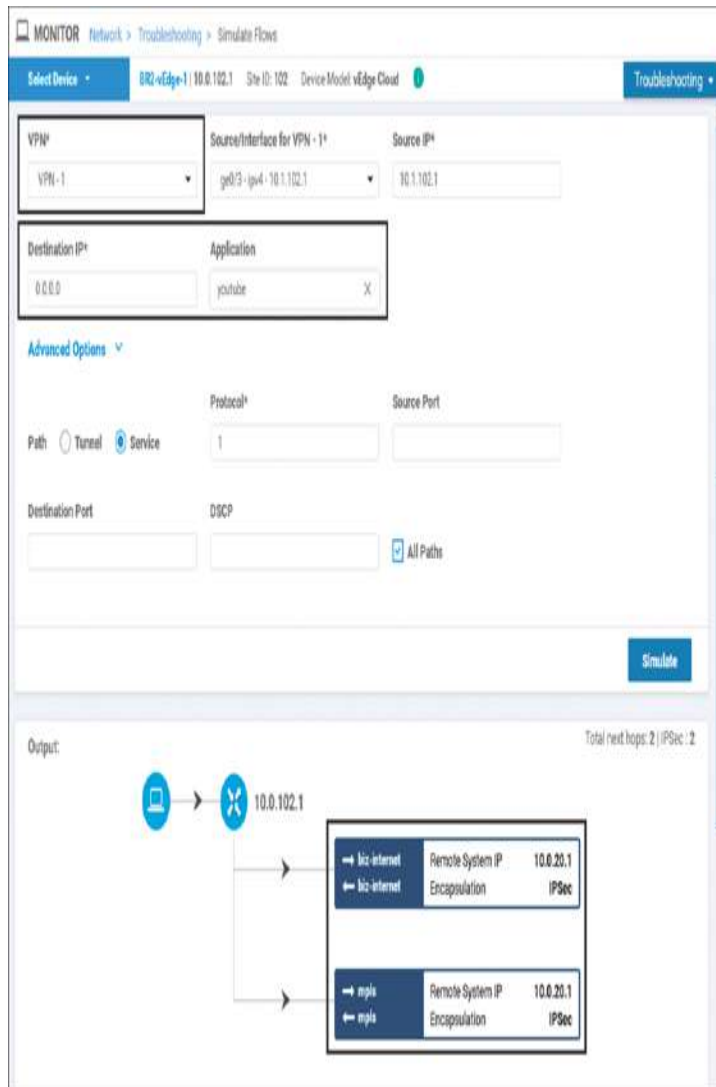 MONITOR Network > Troubleshooting > Simulate Flows
Select Device BR2-vEdge-1 | 10.0.102.1 Site ID: 102 Device Model: vEdge Cloud Troubleshooting
VPN* Source/Interface for VPN - 1* Source IP*
VPN - 1 ge0/3 - ipv4 - 10.1.102.1 10.1.102.1
Destination IP* Application
0.0.0.0 youtube X
Advanced Options
Protocol* Source Port
Path Tunnel Service 1
Destination Port DSCP
All Paths
Simulate
Output: Total next hops: 2 | IPSec : 2
10.0.102.1
→ biz-internet Remote System IP 10.0.20.1
← biz-internet Encapsulation IPSec
→ mpls Remote System IP 10.0.20.1
← mpls Encapsulation IPSec